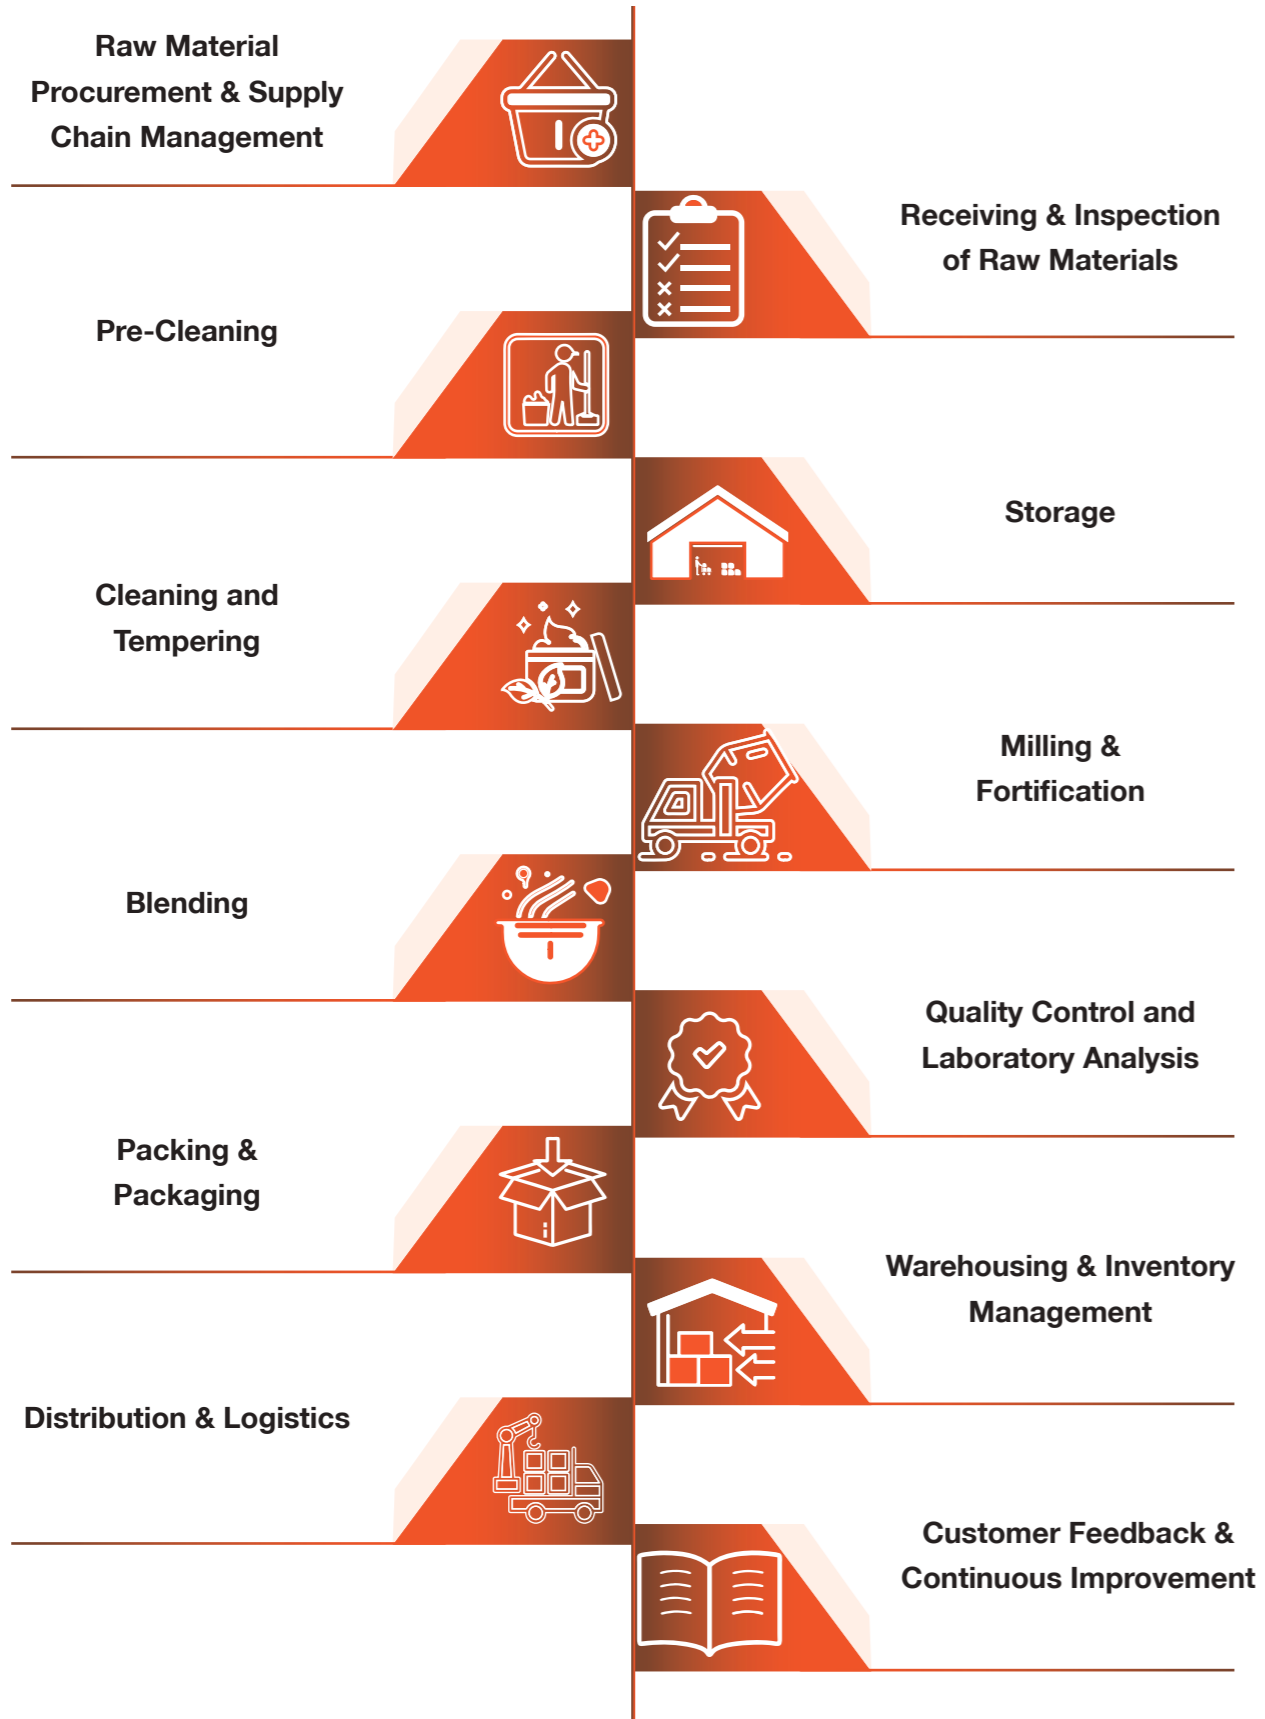 Raw Material
Procurement & Supply
Chain Management
Receiving & Inspection
of Raw Materials
Pre-Cleaning
Storage
Cleaning and
Tempering
Milling &
Fortification
Blending
Quality Control and
Laboratory Analysis
Packing &
Packaging
Warehousing & Inventory
Management
Distribution & Logistics
Customer Feedback &
Continuous Improvement